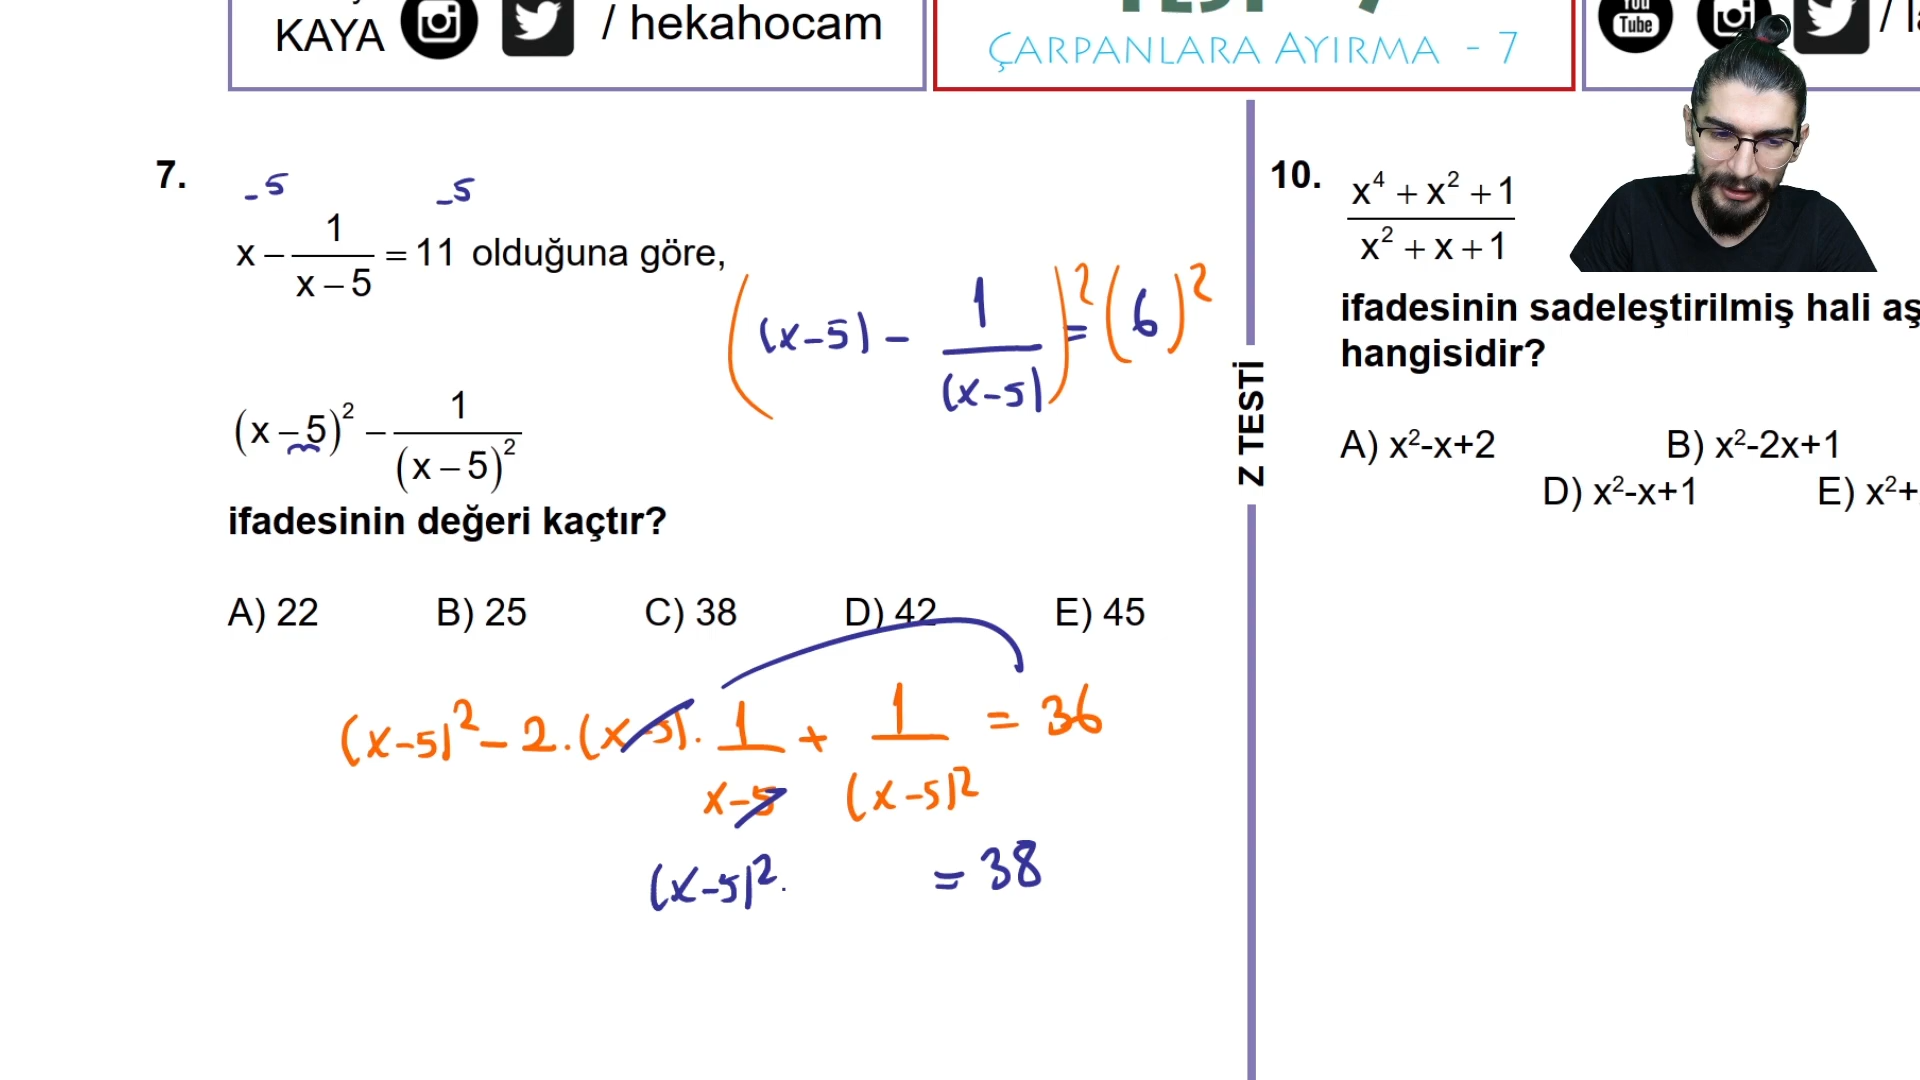 KAYA / hekahocam
ÇARPANLARA AYIRMA - 7
You
Tube
/
7.
-5 -5
x - 1/(x - 5) = 11 olduğuna göre,
((x-5) - 1/(x-5))² = (6)²
(x - 5)² - 1/(x - 5)²
ifadesinin değeri kaçtır?
A) 22 B) 25 C) 38 D) 42 E) 45
(x-5)² - 2.(x-5). 1/(x-5) + 1/(x-5)² = 36
(x-5)². = 38
Z TESTİ
10.
(x⁴ + x² + 1)/(x² + x + 1)
ifadesinin sadeleştirilmiş hali aş
hangisidir?
A) x²-x+2 B) x²-2x+1
D) x²-x+1 E) x²+